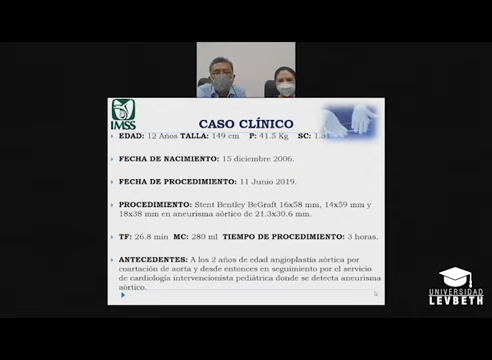 IMSS
CASO CLÍNICO
EDAD: 12 Años TALLA: 149 cm P: 41.5 Kg SC:
FECHA DE NACIMIENTO: 15 diciembre 2006.
FECHA DE PROCEDIMIENTO: 11 Junio 2019.
PROCEDIMIENTO: Stent Bentley BeGraft 16x58 mm, 14x59 mm y
18x38 mm en aneurisma aórtico de 21.3x30.6 mm.
TF: 26.8 min MC: 280 ml TIEMPO DE PROCEDIMIENTO: 3 horas.
ANTECEDENTES: A los 2 años de edad angioplastia aórtica por
coartación de aorta y desde entonces en seguimiento por el servicio
de cardiología intervencionista pediátrica donde se detecta aneurisma
aórtico.
UNIVERSIDAD
LEVBETH